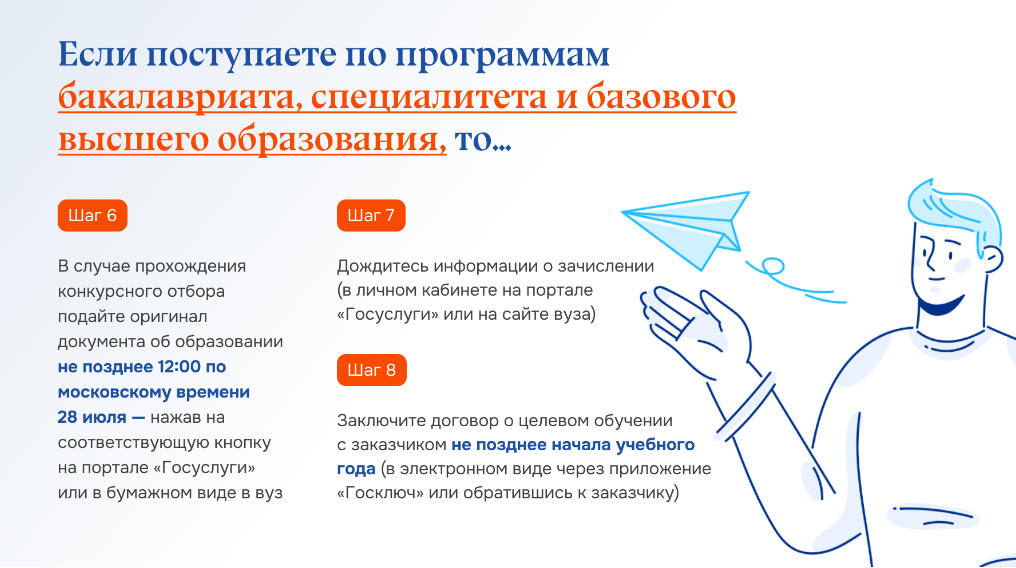 Если поступаете по программам
бакалавриата, специалитета и базового
высшего образования, то...
Шаг 6
В случае прохождения
конкурсного отбора
подайте оригинал
документа об образовании
не позднее 12:00 по
московскому времени
28 июля — нажав на
соответствующую кнопку
на портале «Госуслуги»
или в бумажном виде в вуз
Шаг 7
Дождитесь информации о зачислении
(в личном кабинете на портале
«Госуслуги» или на сайте вуза)
Шаг 8
Заключите договор о целевом обучении
с заказчиком не позднее начала учебного
года (в электронном виде через приложение
«Госключ» или обратившись к заказчику)